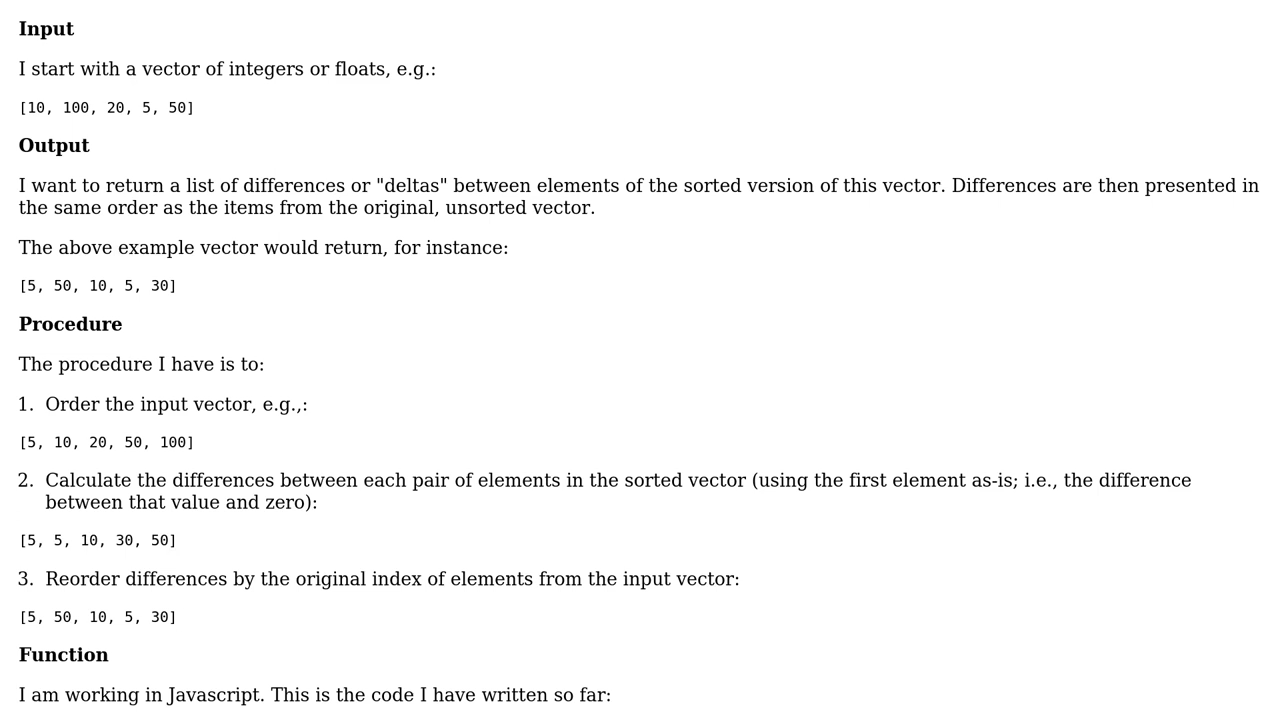 Input
I start with a vector of integers or floats, e.g.:
[10, 100, 20, 5, 50]
Output
I want to return a list of differences or "deltas" between elements of the sorted version of this vector. Differences are then presented in
the same order as the items from the original, unsorted vector.
The above example vector would return, for instance:
[5, 50, 10, 5, 30]
Procedure
The procedure I have is to:
1. Order the input vector, e.g.,:
[5, 10, 20, 50, 100]
2. Calculate the differences between each pair of elements in the sorted vector (using the first element as-is; i.e., the difference
between that value and zero):
[5, 5, 10, 30, 50]
3. Reorder differences by the original index of elements from the input vector:
[5, 50, 10, 5, 30]
Function
I am working in Javascript. This is the code I have written so far: